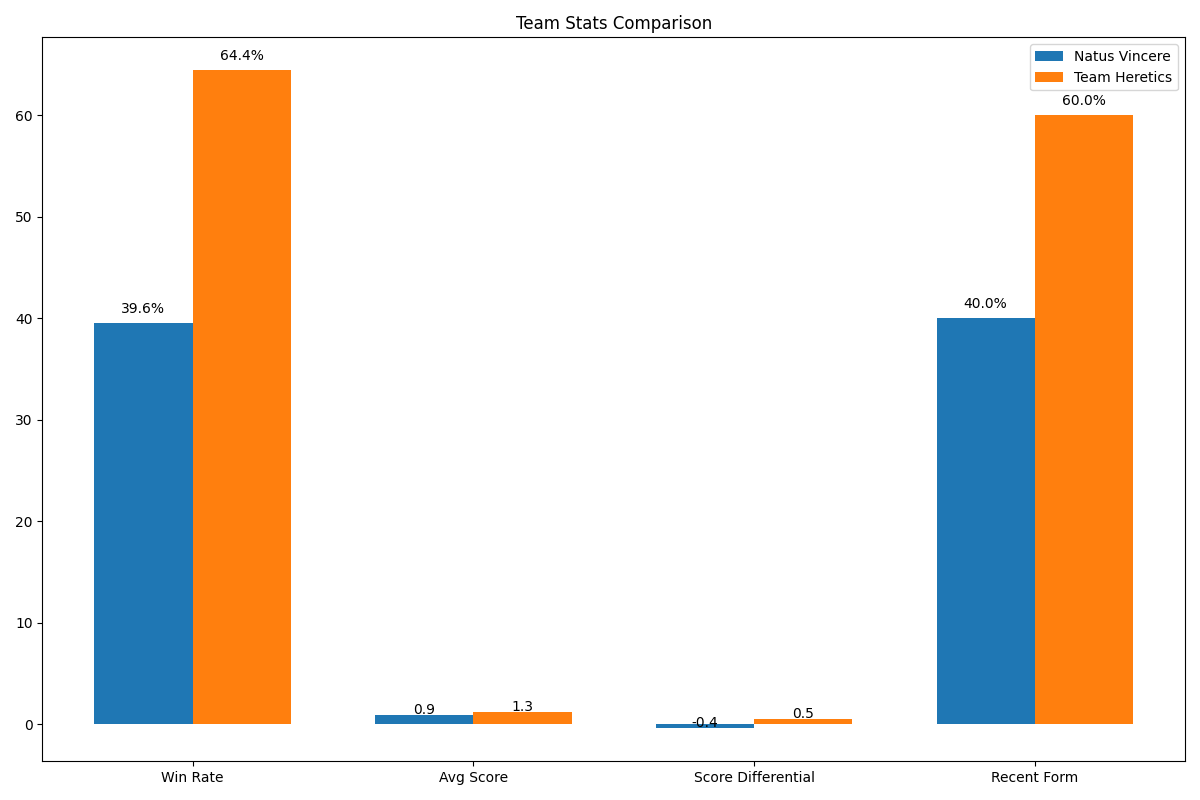 Team Stats Comparison
Natus Vincere
Team Heretics
64.4%
60.0%
39.6%
40.0%
0.9
1.3
-0.4
0.5
60
50
40
30
20
10
0
Win Rate
Avg Score
Score Differential
Recent Form